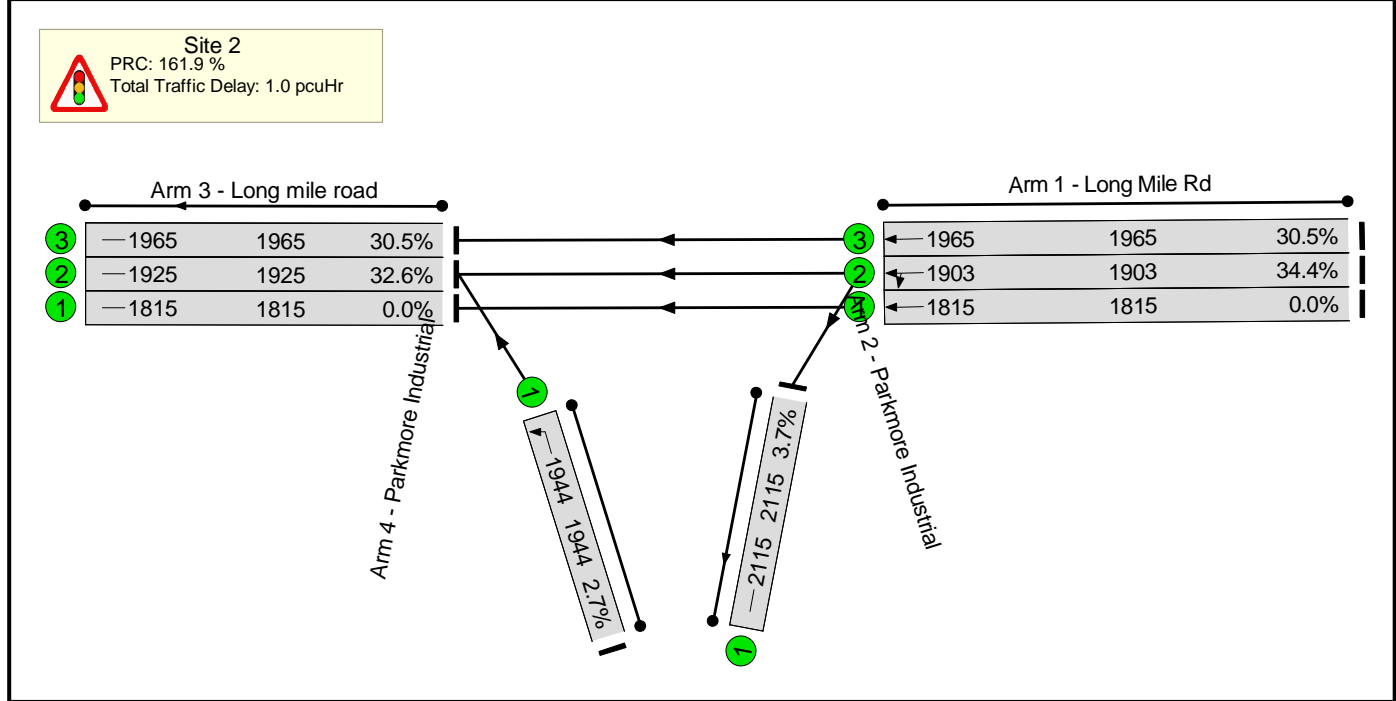 Site 2
PRC: 161.9 %
Total Traffic Delay: 1.0 pcuHr
Arm 3 - Long mile road
3 1965 1965 30.5%
2 1925 1925 32.6%
1 1815 1815 0.0%
Arm 1 - Long Mile Rd
3 1965 1965 30.5%
2 1903 1903 34.4%
1 1815 1815 0.0%
Arm 4 - Parkmore Industrial
1 1944 1944 2.7%
Arm 2 - Parkmore Industrial
1 2115 2115 3.7%